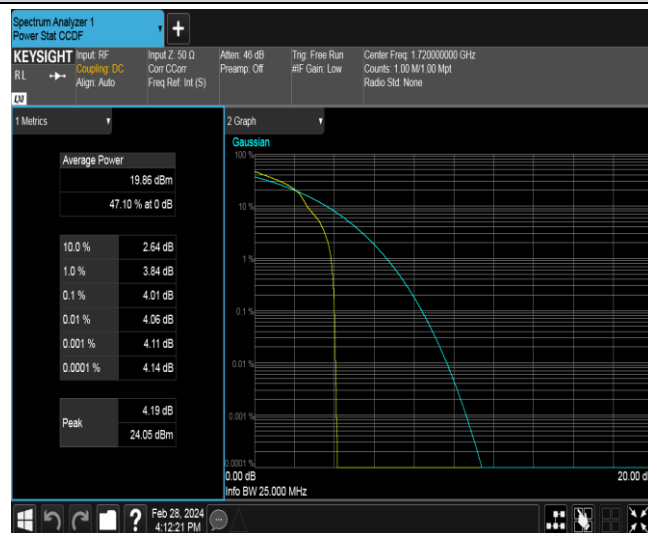 Spectrum Analyzer 1
Power Stat CCDF
+
KEYSIGHT Input: RF Input Z: 50 Ω Atten: 46 dB Trig: Free Run Center Freq: 1.720000000 GHz
RL Coupling: DC Corr CCorr Preamp: Off #IF Gain: Low Counts: 1.00 M/1.00 Mpt
Align: Auto Freq Ref: Int (S) Radio Std: None
LXI
1 Metrics 2 Graph
Gaussian
Average Power 100 %
19.86 dBm
47.10 % at 0 dB
10 %
10.0 % 2.64 dB
1.0 % 3.84 dB
1 %
0.1 % 4.01 dB
0.01 % 4.06 dB
0.1 %
0.001 % 4.11 dB
0.0001 % 4.14 dB
0.01 %
Peak 4.19 dB
24.05 dBm
0.001 %
0.0001 %
0.00 dB 20.00 d
Info BW 25.000 MHz
? Feb 28, 2024
4:12:21 PM